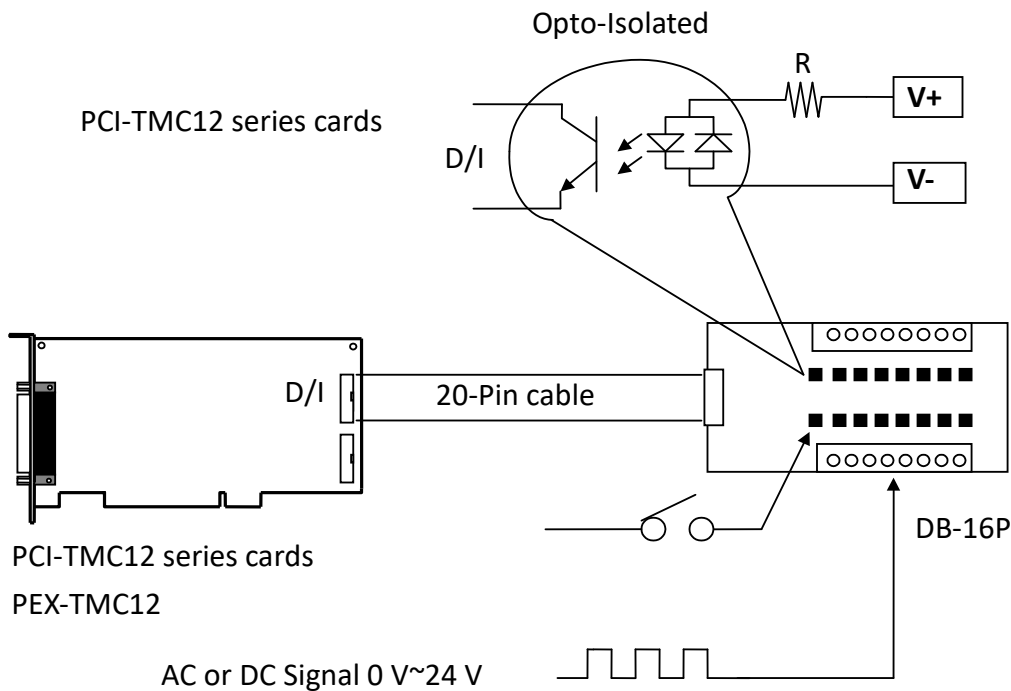 Opto-Isolated
R
V+
PCI-TMC12 series cards
D/I
V-
D/I
20-Pin cable
DB-16P
PCI-TMC12 series cards
PEX-TMC12
AC or DC Signal 0 V~24 V